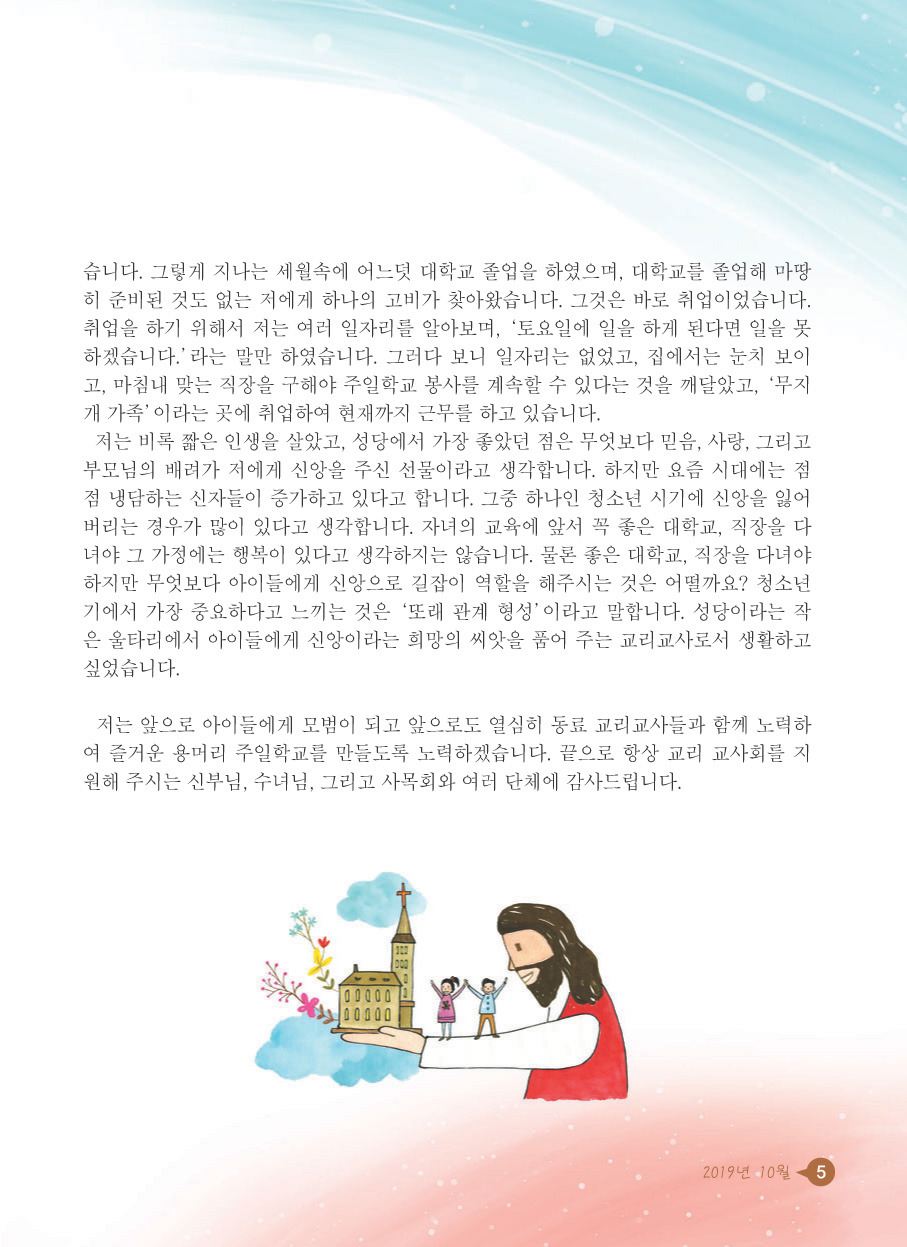 습니다. 그렇게 지나는 세월속에 어느덧 대학교 졸업을 하였으며, 대학교를 졸업해 마땅
히 준비된 것도 없는 저에게 하나의 고비가 찾아왔습니다. 그것은 바로 취업이었습니다.
취업을 하기 위해서 저는 여러 일자리를 알아보며, ‘토요일에 일을 하게 된다면 일을 못
하겠습니다.’라는 말만 하였습니다. 그러다 보니 일자리는 없었고, 집에서는 눈치 보이
고, 마침내 맞는 직장을 구해야 주일학교 봉사를 계속할 수 있다는 것을 깨달았고, ‘무지
개 가족’이라는 곳에 취업하여 현재까지 근무를 하고 있습니다.
저는 비록 짧은 인생을 살았고, 성당에서 가장 좋았던 점은 무엇보다 믿음, 사랑, 그리고
부모님의 배려가 저에게 신앙을 주신 선물이라고 생각합니다. 하지만 요즘 시대에는 점
점 냉담하는 신자들이 증가하고 있다고 합니다. 그중 하나인 청소년 시기에 신앙을 잃어
버리는 경우가 많이 있다고 생각합니다. 자녀의 교육에 앞서 꼭 좋은 대학교, 직장을 다
녀야 그 가정에는 행복이 있다고 생각하지는 않습니다. 물론 좋은 대학교, 직장을 다녀야
하지만 무엇보다 아이들에게 신앙으로 길잡이 역할을 해주시는 것은 어떨까요? 청소년
기에서 가장 중요하다고 느끼는 것은 ‘또래 관계 형성’이라고 말합니다. 성당이라는 작
은 울타리에서 아이들에게 신앙이라는 희망의 씨앗을 품어 주는 교리교사로서 생활하고
싶었습니다.
저는 앞으로 아이들에게 모범이 되고 앞으로도 열심히 동료 교리교사들과 함께 노력하
여 즐거운 용머리 주일학교를 만들도록 노력하겠습니다. 끝으로 항상 교리 교사회를 지
원해 주시는 신부님, 수녀님, 그리고 사목회와 여러 단체에 감사드립니다.
2019년 10월 5